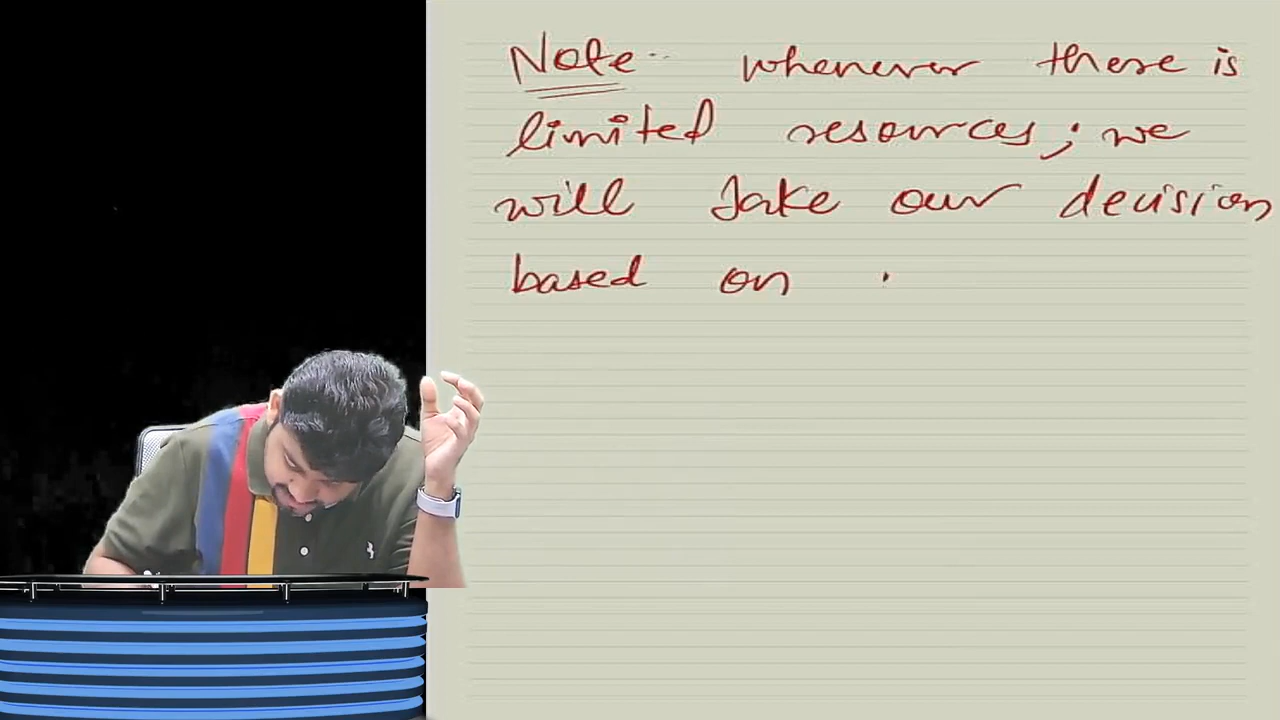 Note:- whenever there is
limited resources; we
will take our decision
based on